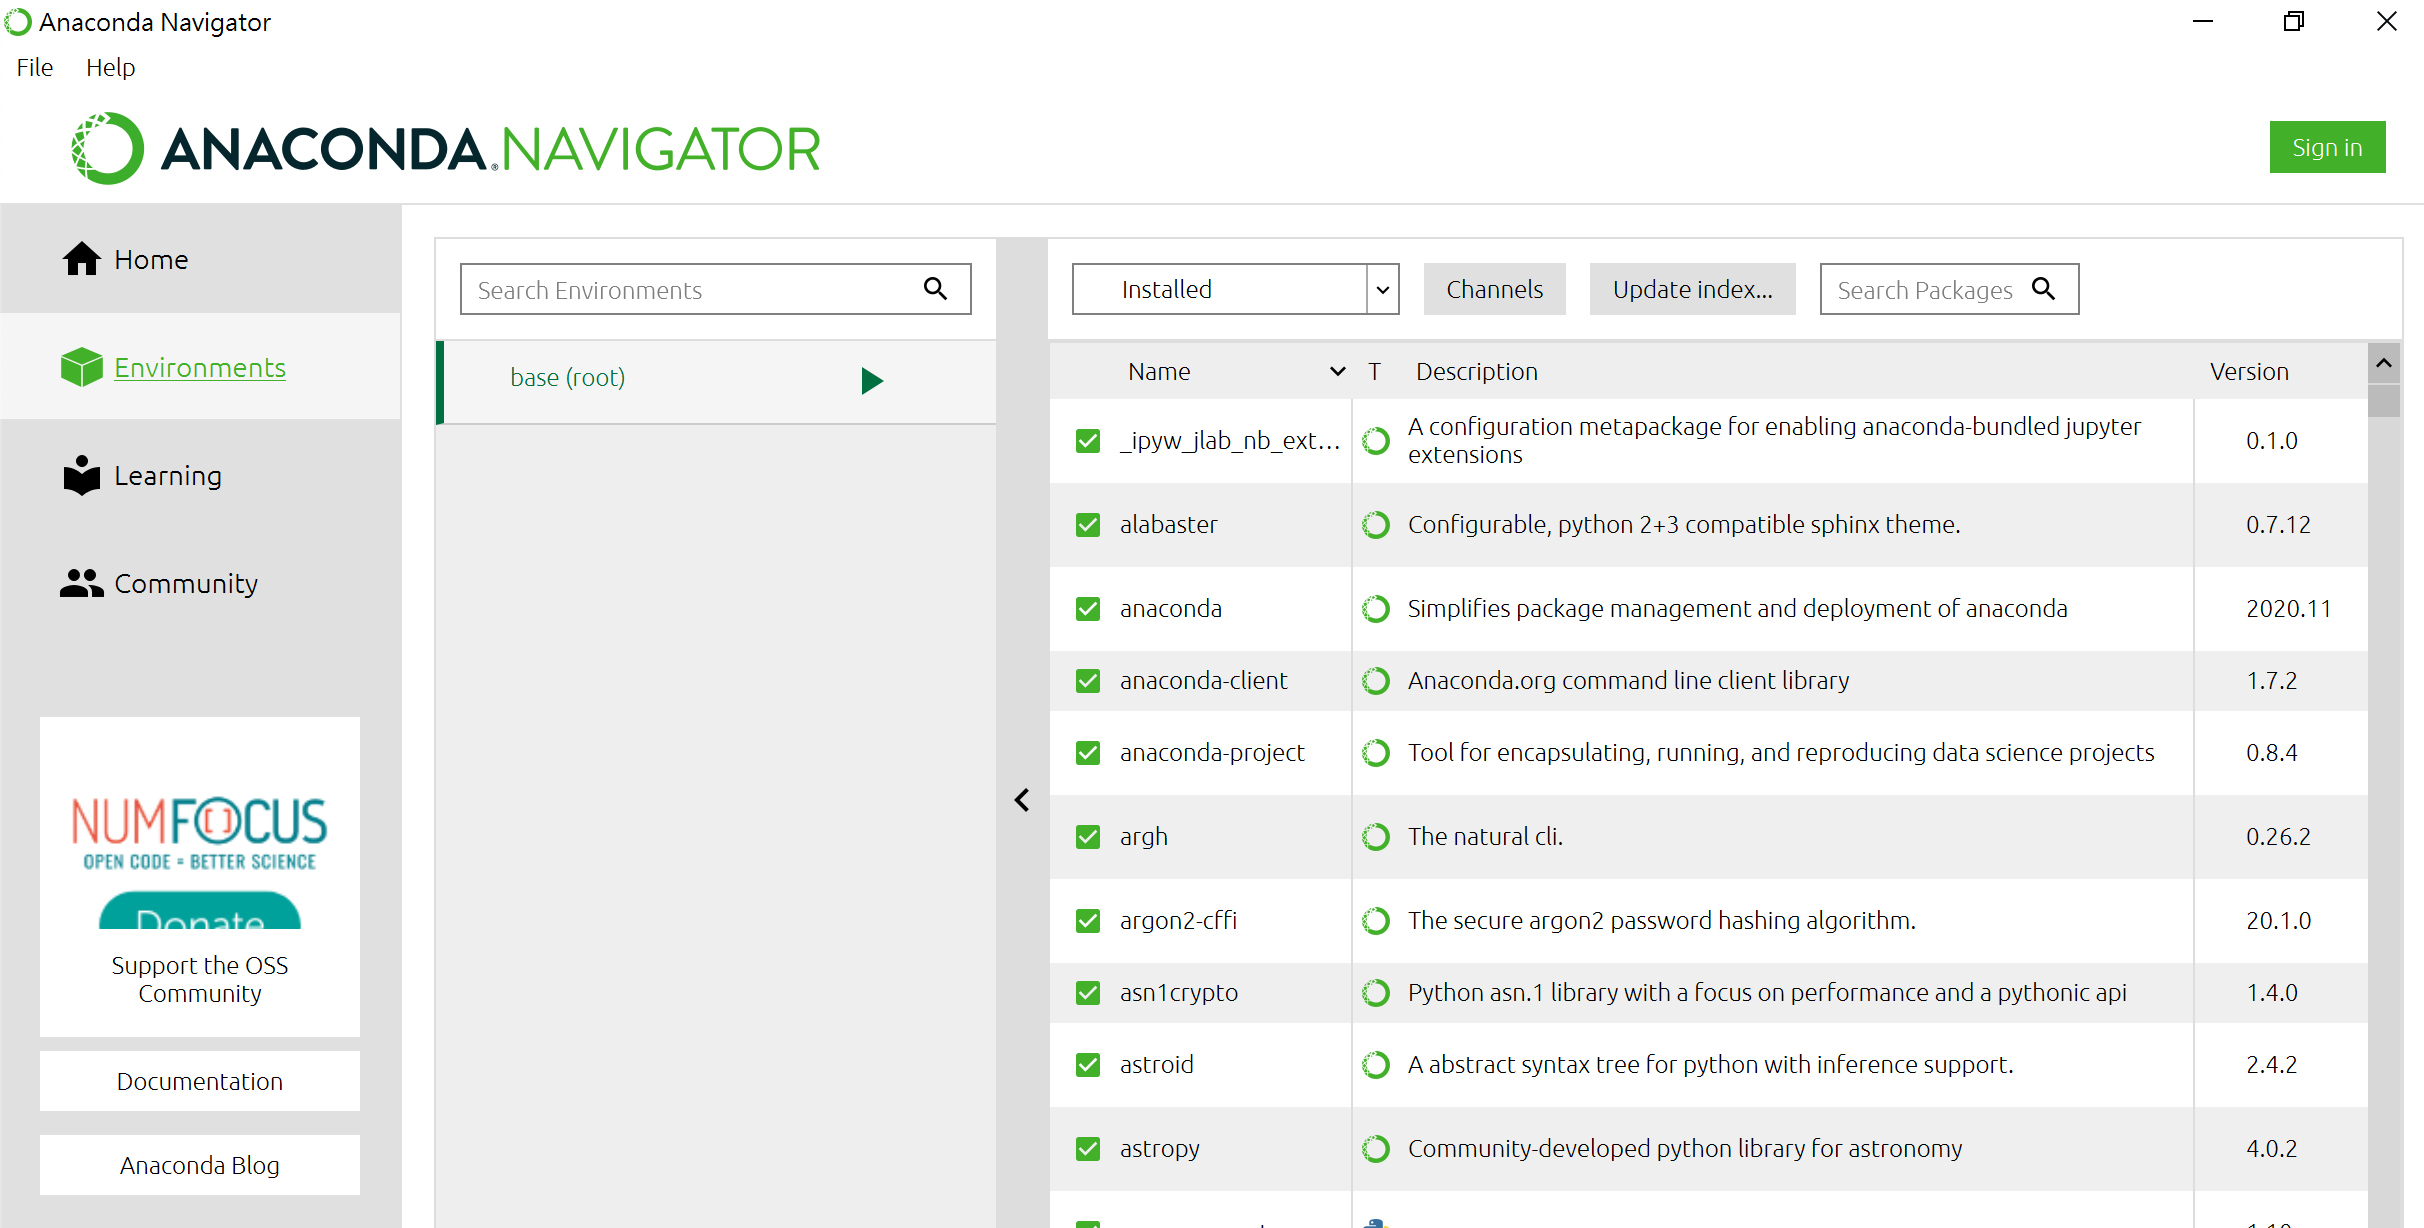 Anaconda Navigator
File Help
ANACONDA.NAVIGATOR
Sign in
Home
Environments
Learning
Community
NUMFOCUS
OPEN CODE = BETTER SCIENCE
Donate
Support the OSS
Community
Documentation
Anaconda Blog
Search Environments
base (root)
Installed Channels Update index... Search Packages
Name T Description Version
_ipyw_jlab_nb_ext... A configuration metapackage for enabling anaconda-bundled jupyter
extensions 0.1.0
alabaster Configurable, python 2+3 compatible sphinx theme. 0.7.12
anaconda Simplifies package management and deployment of anaconda 2020.11
anaconda-client Anaconda.org command line client library 1.7.2
anaconda-project Tool for encapsulating, running, and reproducing data science projects 0.8.4
argh The natural cli. 0.26.2
argon2-cffi The secure argon2 password hashing algorithm. 20.1.0
asn1crypto Python asn.1 library with a focus on performance and a pythonic api 1.4.0
astroid A abstract syntax tree for python with inference support. 2.4.2
astropy Community-developed python library for astronomy 4.0.2